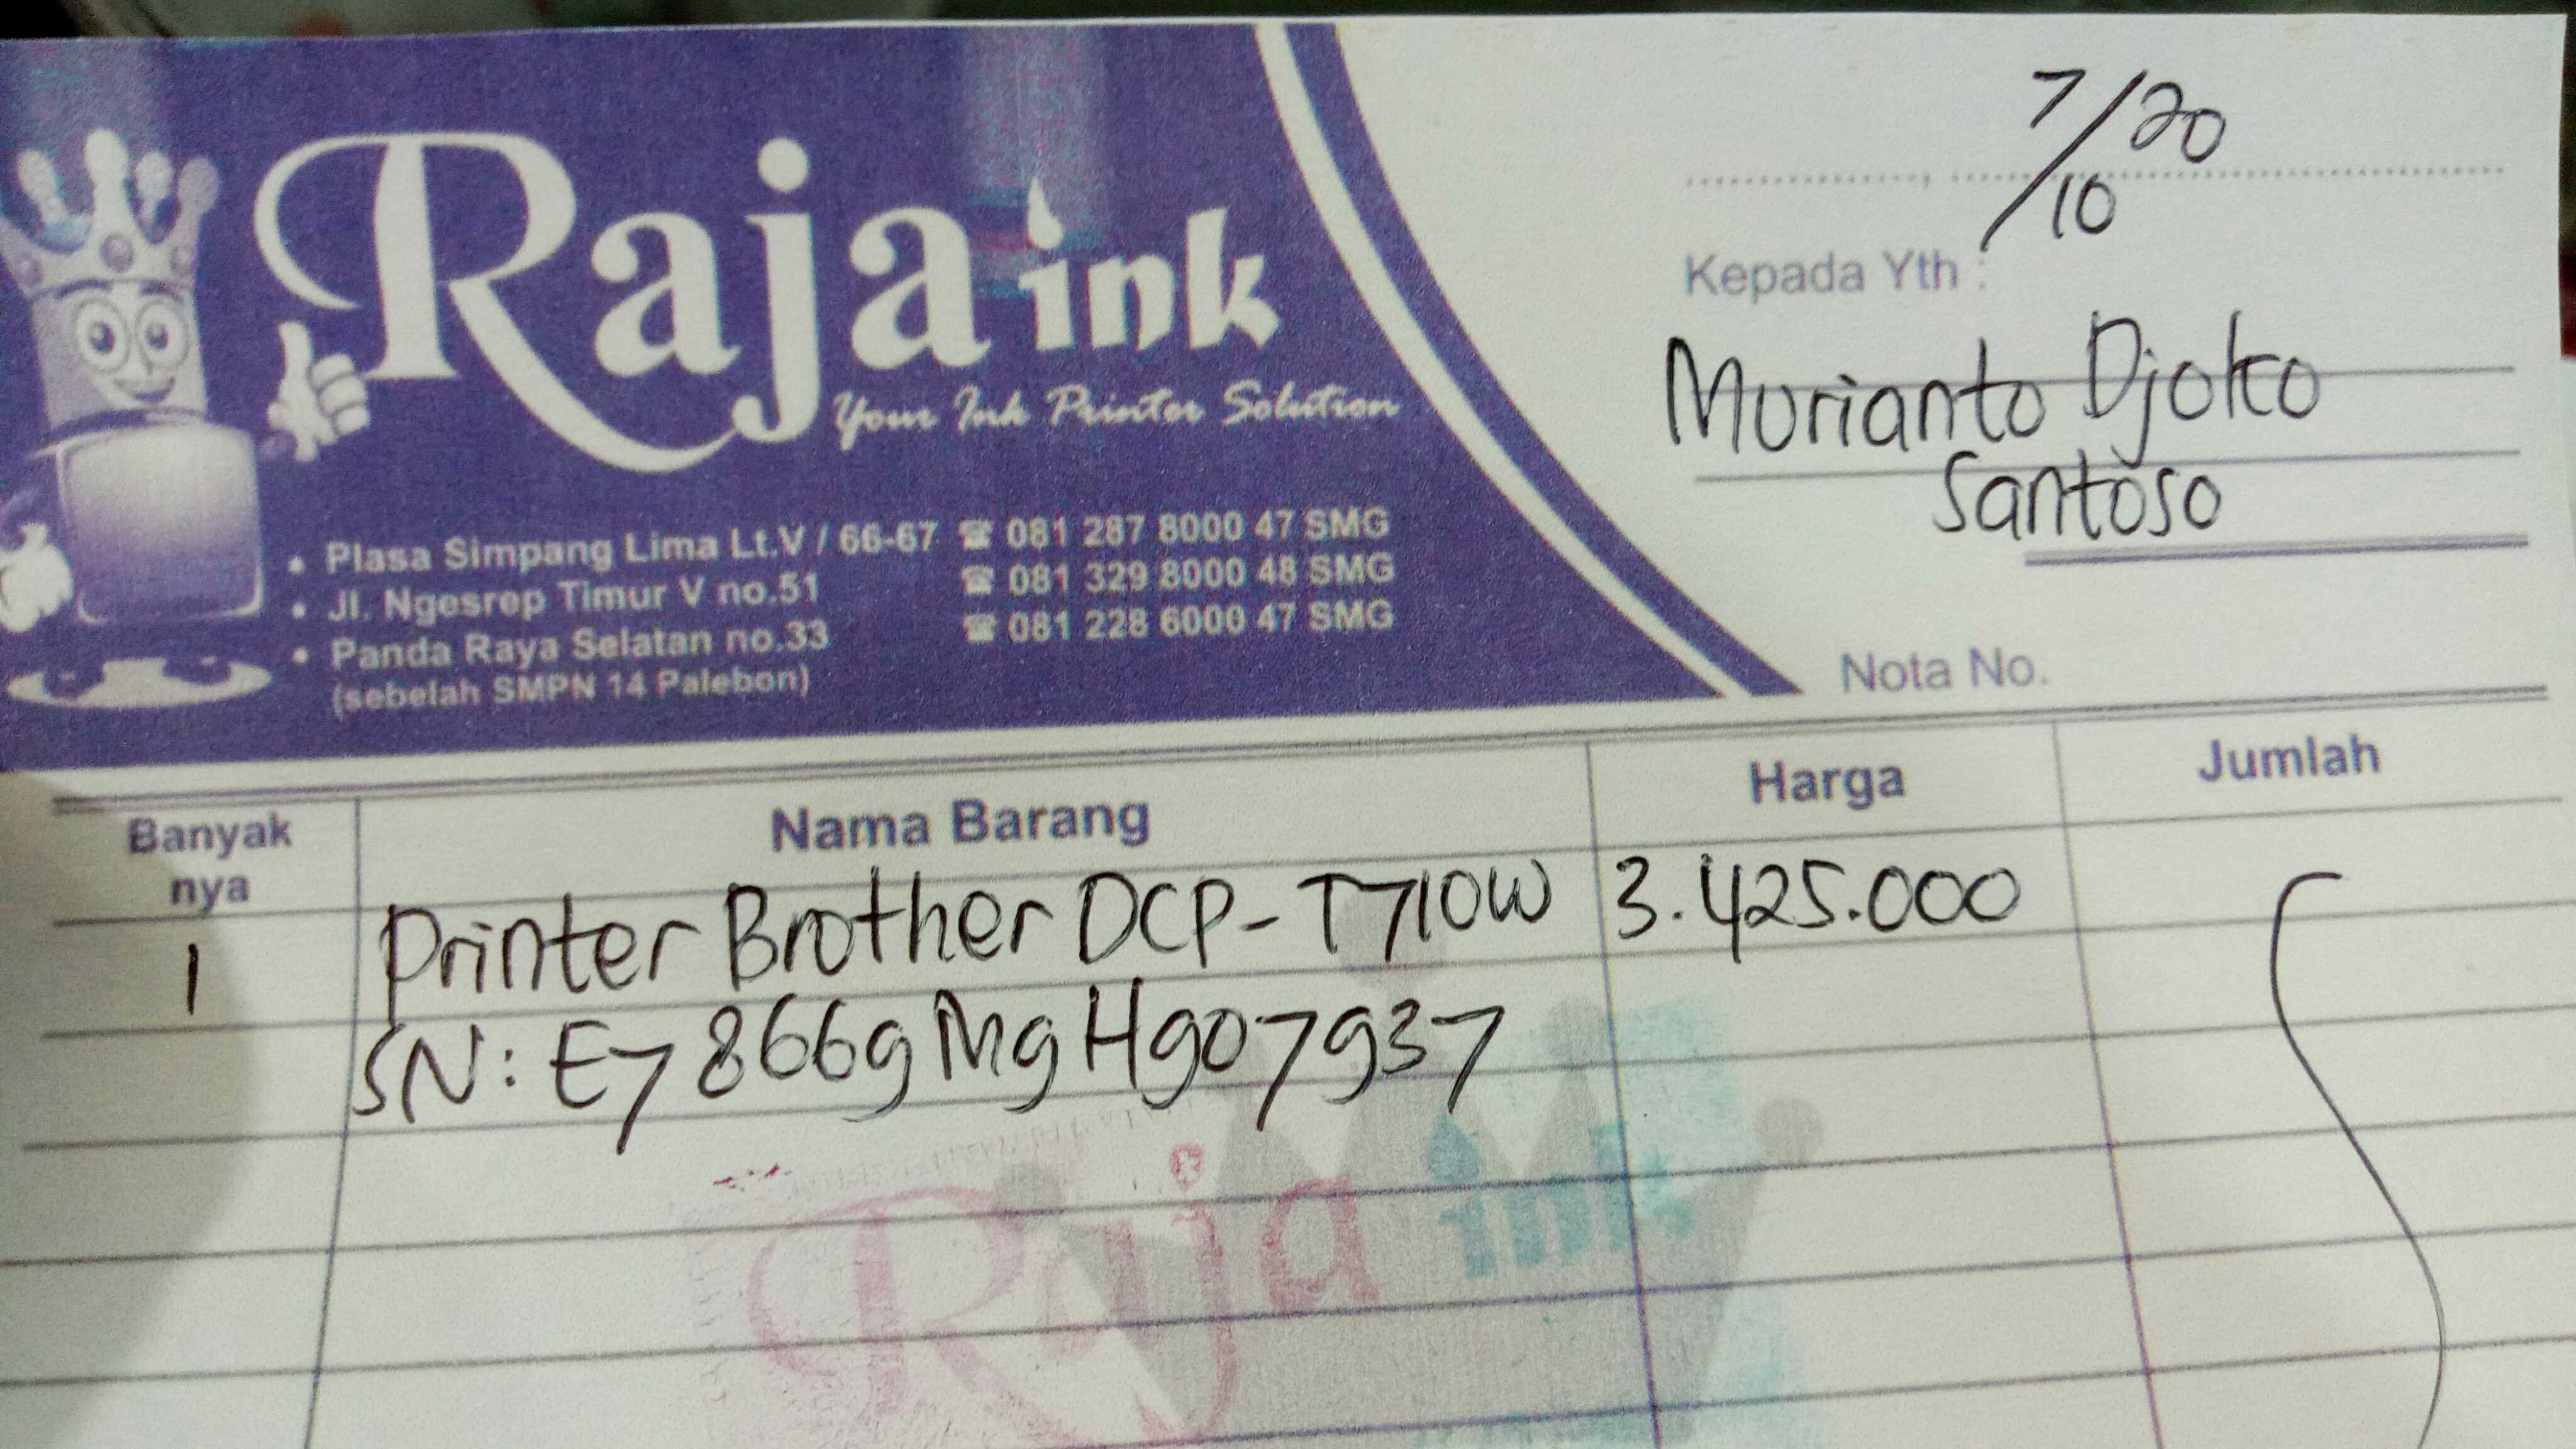 Raja ink
Your Ink Printer Solution
• Plasa Simpang Lima Lt.V / 66-67 ☎ 081 287 8000 47 SMG
• Jl. Ngesrep Timur V no.51 ☎ 081 329 8000 48 SMG
• Panda Raya Selatan no.33 ☎ 081 228 6000 47 SMG
(sebelah SMPN 14 Palebon)
7/10 20
Kepada Yth :
Murianto Djoko
Santoso
Nota No.
Banyak nya Nama Barang Harga Jumlah
1 Printer Brother DCP-T710W 3.425.000
SN: E78669M9H907937
Raja ink